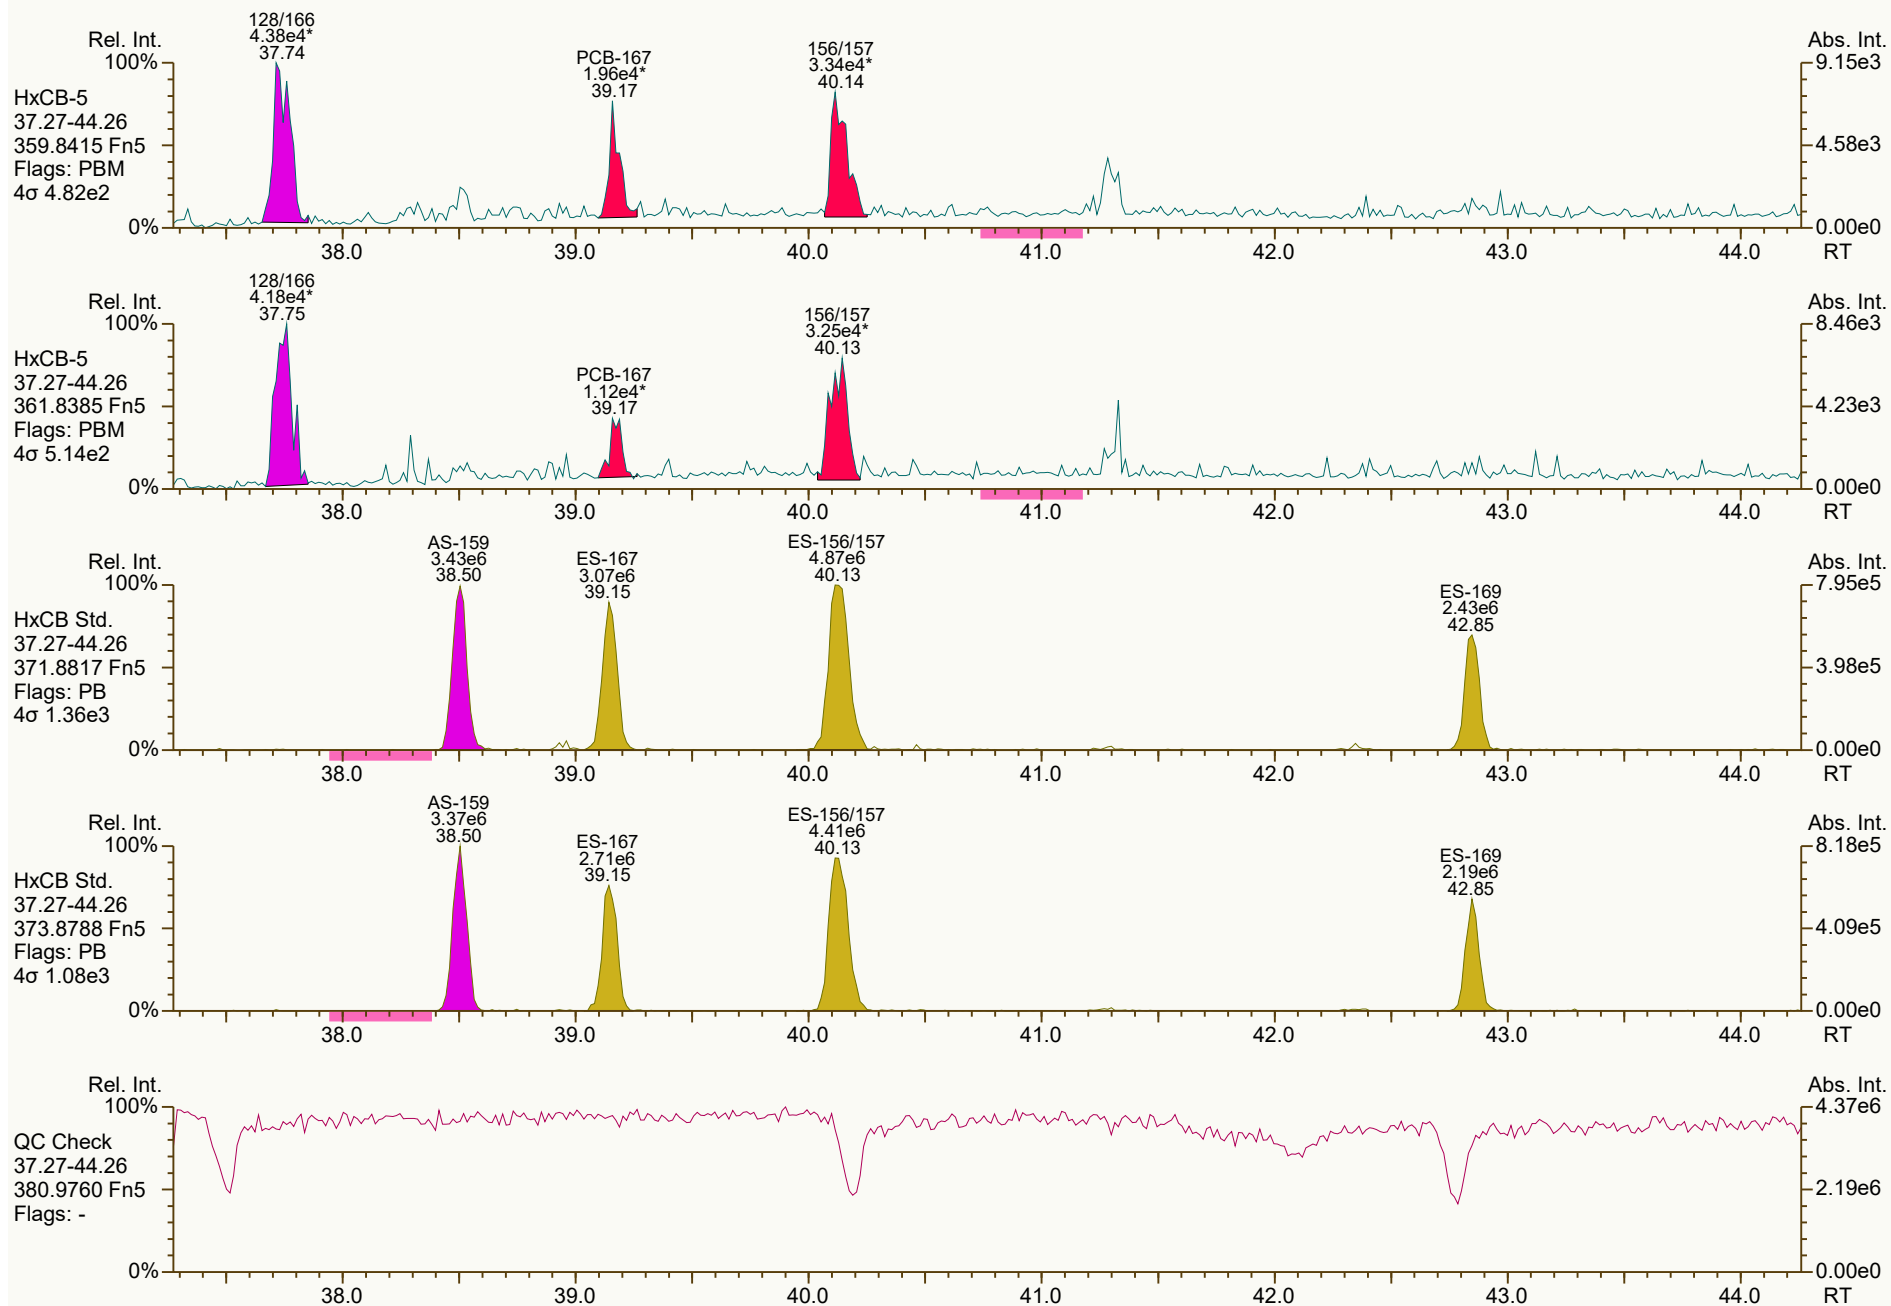 128/166
4.38e4*
37.74
Rel. Int.
100%
0%
HxCB-5
37.27-44.26
359.8415 Fn5
Flags: PBM
4σ 4.82e2
PCB-167
1.96e4*
39.17
156/157
3.34e4*
40.14
Abs. Int.
9.15e3
4.58e3
0.00e0
38.0 39.0 40.0 41.0 42.0 43.0 44.0 RT
128/166
4.18e4*
37.75
Rel. Int.
100%
0%
HxCB-5
37.27-44.26
361.8385 Fn5
Flags: PBM
4σ 5.14e2
PCB-167
1.12e4*
39.17
156/157
3.25e4*
40.13
Abs. Int.
8.46e3
4.23e3
0.00e0
38.0 39.0 40.0 41.0 42.0 43.0 44.0 RT
Rel. Int.
100%
0%
HxCB Std.
37.27-44.26
371.8817 Fn5
Flags: PB
4σ 1.36e3
AS-159
3.43e6
38.50
ES-167
3.07e6
39.15
ES-156/157
4.87e6
40.13
ES-169
2.43e6
42.85
Abs. Int.
7.95e5
3.98e5
0.00e0
38.0 39.0 40.0 41.0 42.0 43.0 44.0 RT
Rel. Int.
100%
0%
HxCB Std.
37.27-44.26
373.8788 Fn5
Flags: PB
4σ 1.08e3
AS-159
3.37e6
38.50
ES-167
2.71e6
39.15
ES-156/157
4.41e6
40.13
ES-169
2.19e6
42.85
Abs. Int.
8.18e5
4.09e5
0.00e0
38.0 39.0 40.0 41.0 42.0 43.0 44.0 RT
Rel. Int.
100%
0%
QC Check
37.27-44.26
380.9760 Fn5
Flags: -
Abs. Int.
4.37e6
2.19e6
0.00e0
38.0 39.0 40.0 41.0 42.0 43.0 44.0 RT